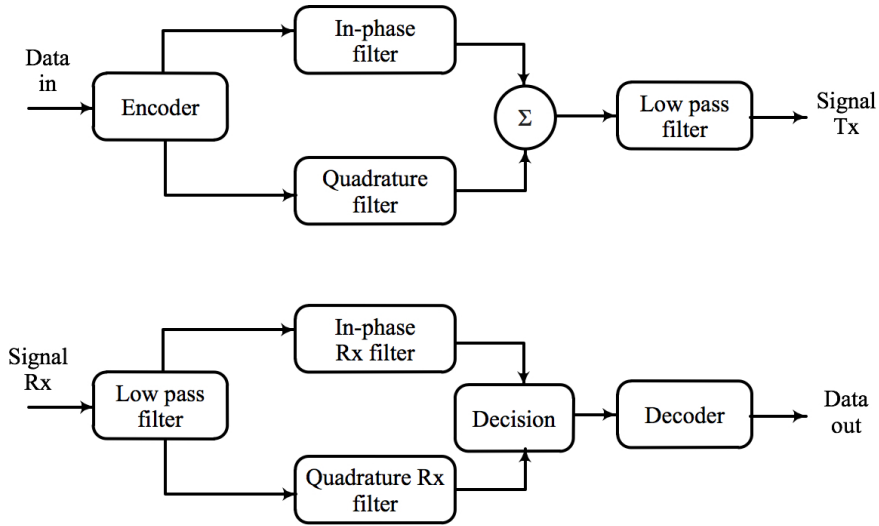 Data
in
Encoder
In-phase
filter
Quadrature
filter
Σ
Low pass
filter
Signal
Tx
Signal
Rx
Low pass
filter
In-phase
Rx filter
Quadrature Rx
filter
Decision
Decoder
Data
out